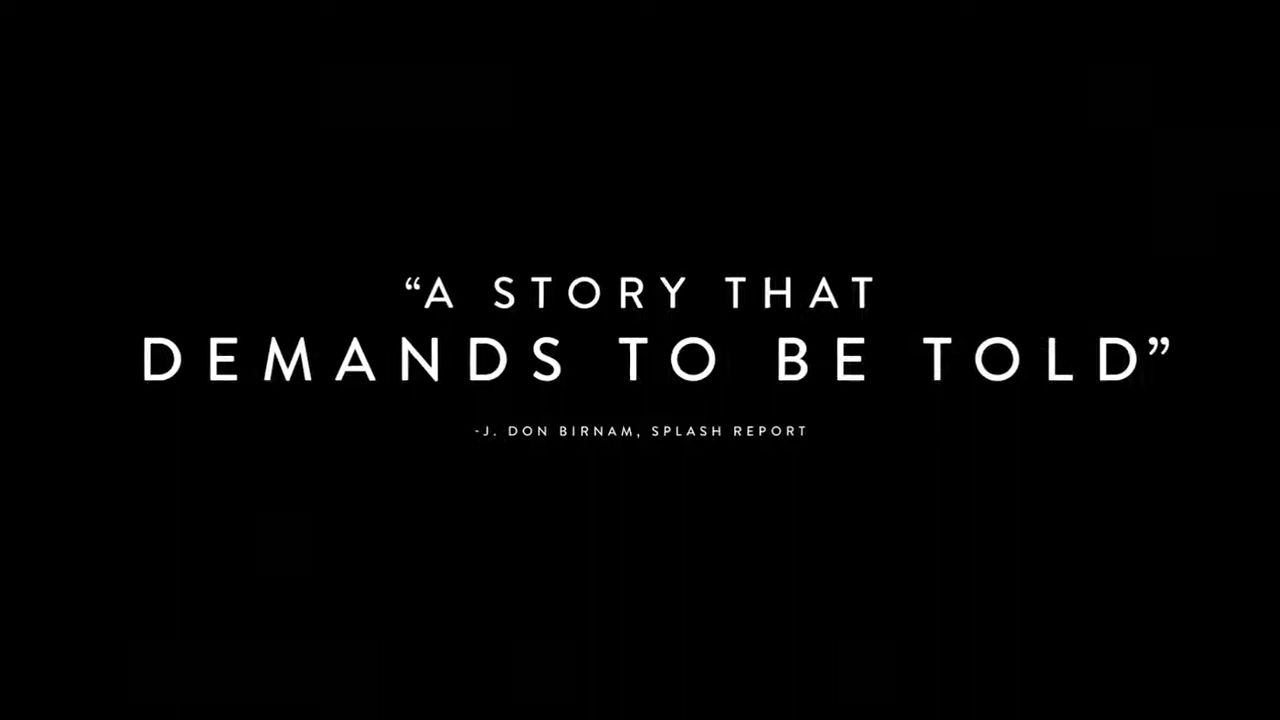 “A STORY THAT
DEMANDS TO BE TOLD”
-J. DON BIRNAM, SPLASH REPORT